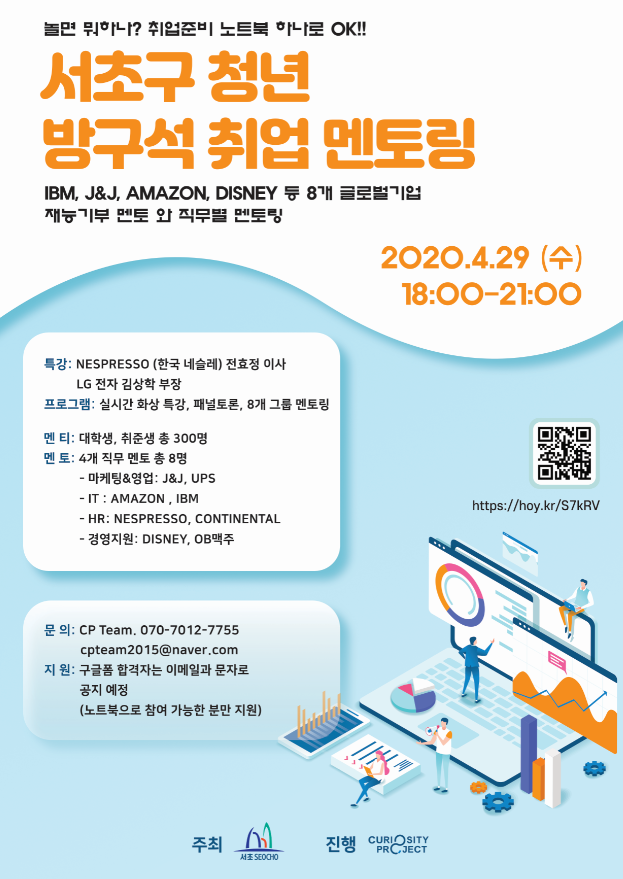 놀면 뭐하니? 취업준비 노트북 하나로 OK!!
서초구 청년
방구석 취업 멘토링
IBM, J&J, AMAZON, DISNEY 등 8개 글로벌기업
재능기부 멘토 와 직무별 멘토링
2020.4.29 (수)
18:00-21:00
특강: NESPRESSO (한국 네슬레) 전효정 이사
LG 전자 김상학 부장
프로그램: 실시간 화상 특강, 패널토론, 8개 그룹 멘토링
멘 티: 대학생, 취준생 총 300명
멘 토: 4개 직무 멘토 총 8명
- 마케팅&영업: J&J, UPS
- IT : AMAZON , IBM
- HR: NESPRESSO, CONTINENTAL
- 경영지원: DISNEY, OB맥주
https://hoy.kr/S7kRV
문 의: CP Team. 070-7012-7755
cpteam2015@naver.com
지 원: 구글폼 합격자는 이메일과 문자로
공지 예정
(노트북으로 참여 가능한 분만 지원)
주최 서초 SEOCHO 진행 CURIOSITY
PROJECT